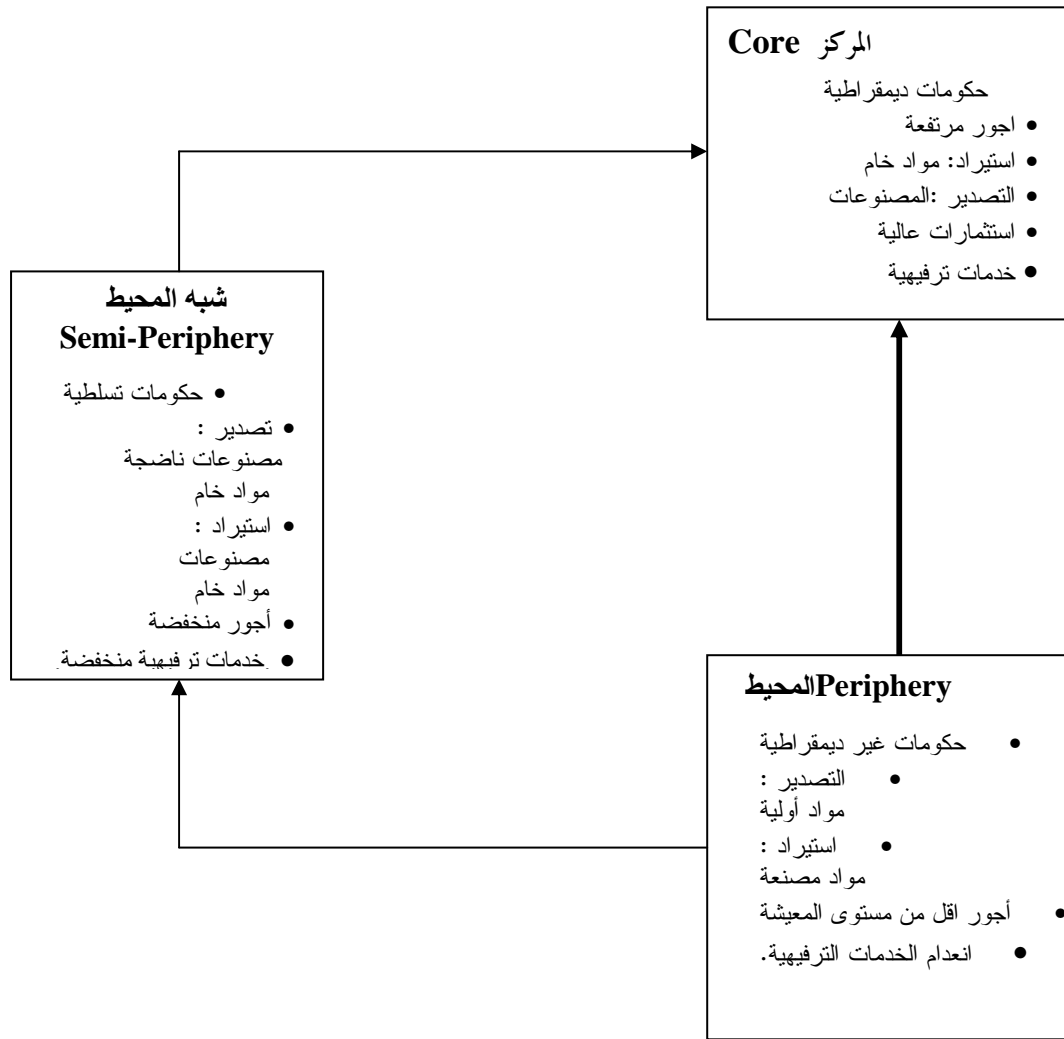 المركز Core
حكومات ديمقراطية
• اجور مرتفعة
• استيراد: مواد خام
• التصدير :المصنوعات
• استثمارات عالية
• خدمات ترفيهية
شبه المحيط
Semi-Periphery
• حكومات تسلطية
• تصدير :
مصنوعات ناضجة
مواد خام
• استيراد :
مصنوعات
مواد خام
• أجور منخفضة
• خدمات ترفيهية منخفضة.
Periphery المحيط
• حكومات غير ديمقراطية
• التصدير :
مواد أولية
• استيراد :
مواد مصنعة
• أجور اقل من مستوى المعيشة
• انعدام الخدمات الترفيهية.